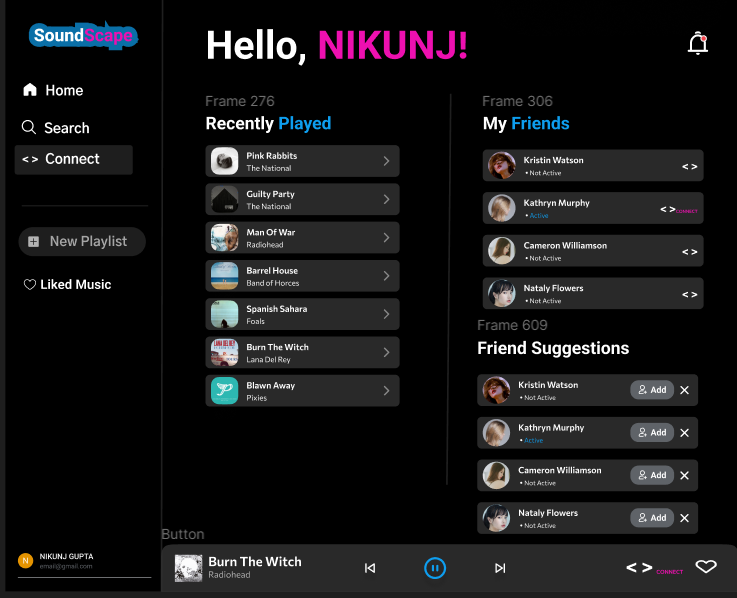 SoundScape
Home
Search
< > Connect
New Playlist
Liked Music
N
NIKUNJ GUPTA
email@gmail.com
Hello, NIKUNJ!
Frame 276
Recently Played
Pink Rabbits
The National
Guilty Party
The National
Man Of War
Radiohead
Barrel House
Band of Horces
Spanish Sahara
Foals
Burn The Witch
Lana Del Rey
Blawn Away
Pixies
Frame 306
My Friends
Kristin Watson
• Not Active
< >
Kathryn Murphy
• Active
< > CONNECT
Cameron Williamson
• Not Active
< >
Nataly Flowers
• Not Active
< >
Frame 609
Friend Suggestions
Kristin Watson
• Not Active
Add
Kathryn Murphy
• Active
Add
Cameron Williamson
• Not Active
Add
Nataly Flowers
• Not Active
Add
Button
Burn The Witch
Radiohead
< > CONNECT